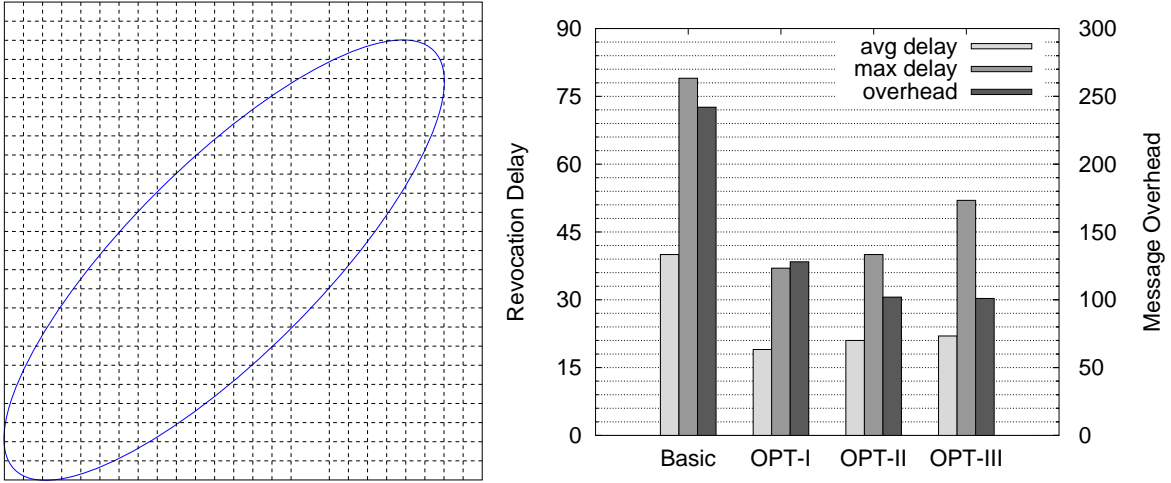 90
300
avg delay
max delay
overhead
75
250
60
200
45
150
30
100
15
50
0
0
Revocation Delay
Message Overhead
Basic
OPT-I
OPT-II
OPT-III